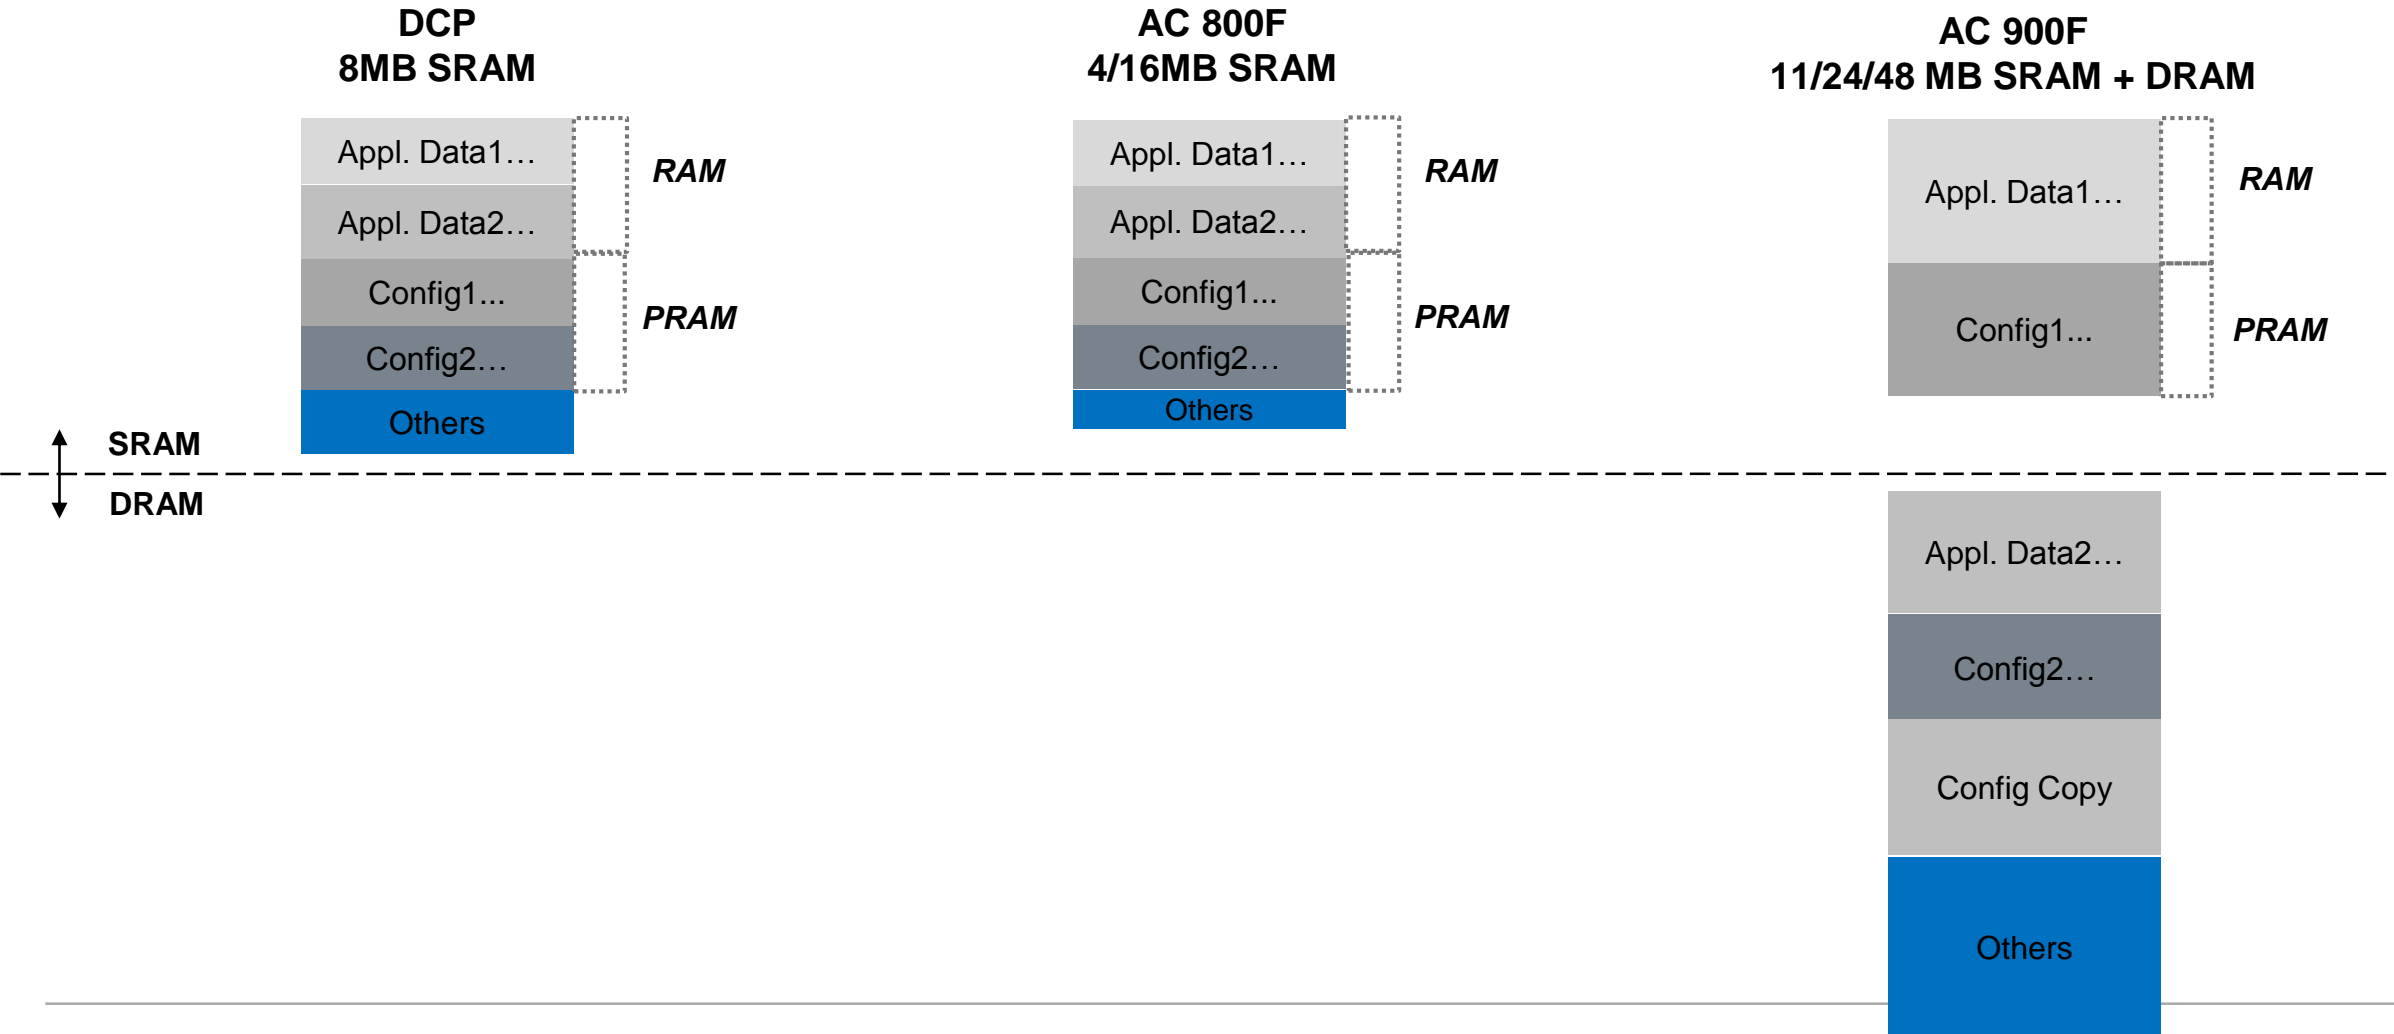 DCP
8MB SRAM
Appl. Data1…
Appl. Data2…
Config1...
Config2…
Others
RAM
PRAM
AC 800F
4/16MB SRAM
Appl. Data1…
Appl. Data2…
Config1...
Config2…
Others
RAM
PRAM
AC 900F
11/24/48 MB SRAM + DRAM
Appl. Data1…
Config1...
RAM
PRAM
SRAM
DRAM
Appl. Data2…
Config2…
Config Copy
Others